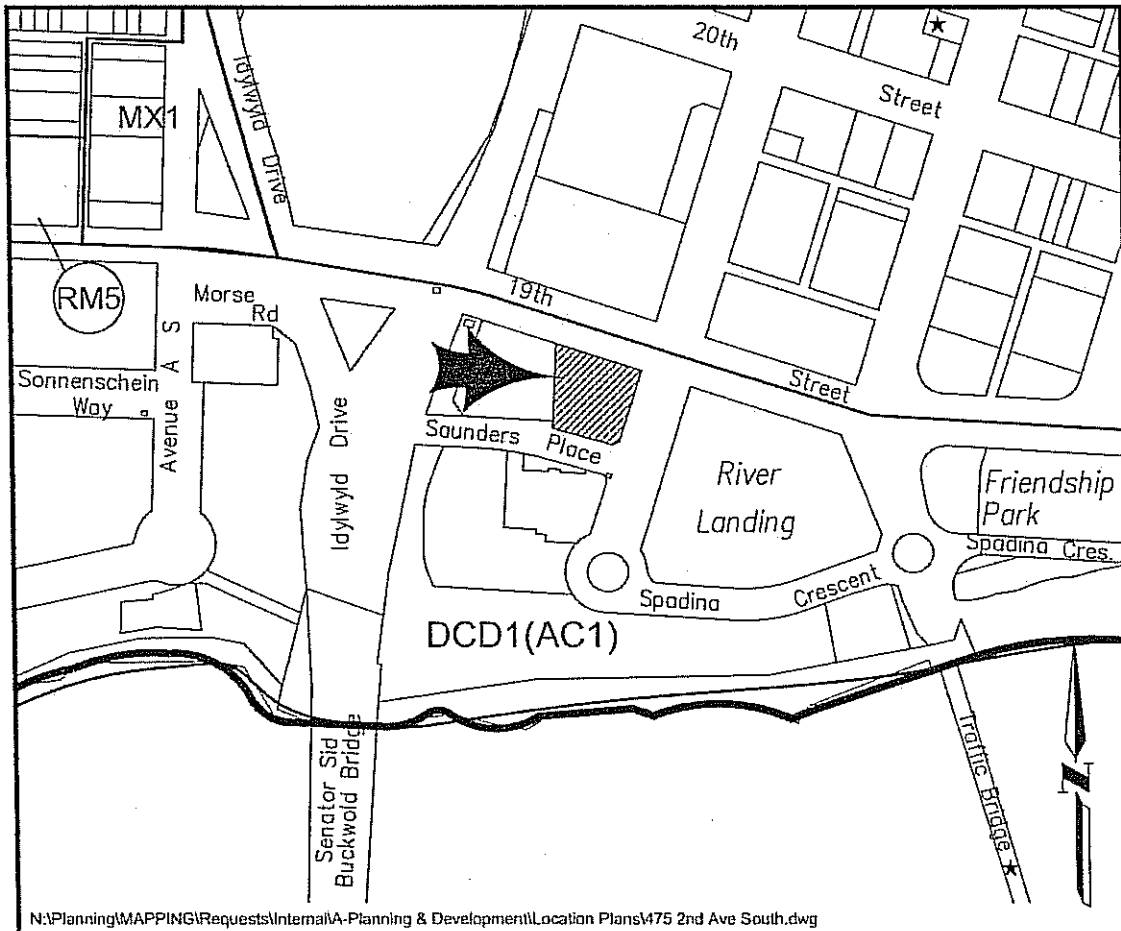 20th
Street
Idylwyld Drive
MX1
RM5
Morse
Rd
19th
Street
Sonnenschein
Way
Avenue A S
Idylwyld Drive
Saunders Place
River
Landing
Friendship
Park
Spadina Cres.
Spadina Crescent
DCD1(AC1)
Senator Sid
Buckwold Bridge
Traffic Bridge
N
N:\Planning\MAPPING\Requests\Internal\A-Planning & Development\Location Plans\475 2nd Ave South.dwg